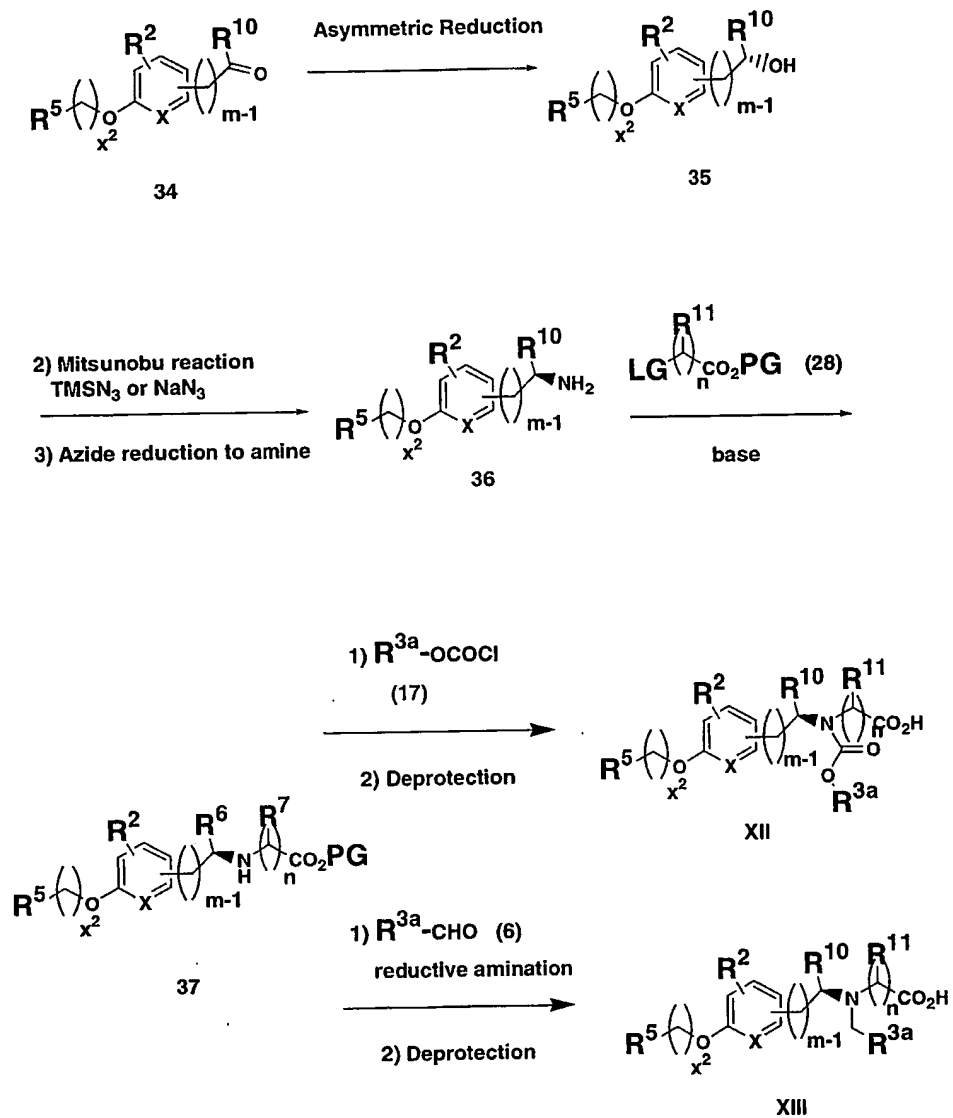 R² R¹⁰ Asymmetric Reduction R² R¹⁰
O OH
R⁵ O X m-1 R⁵ O X m-1
x² x²
34 35
2) Mitsunobu reaction
TMSN₃ or NaN₃
3) Azide reduction to amine
R² R¹⁰
NH₂
R⁵ O X m-1
x²
36
R¹¹
LG n CO₂PG (28)
base
1) R³ᵃ-OCOCl
(17)
2) Deprotection
R² R¹⁰ R¹¹
N n CO₂H
R⁵ O X m-1 O
x² O
R³ᵃ
XII
R² R⁶ R⁷
N n CO₂PG
H
R⁵ O X m-1
x²
37
1) R³ᵃ-CHO (6)
reductive amination
2) Deprotection
R² R¹⁰ R¹¹
N n CO₂H
R⁵ O X m-1 R³ᵃ
x²
XIII